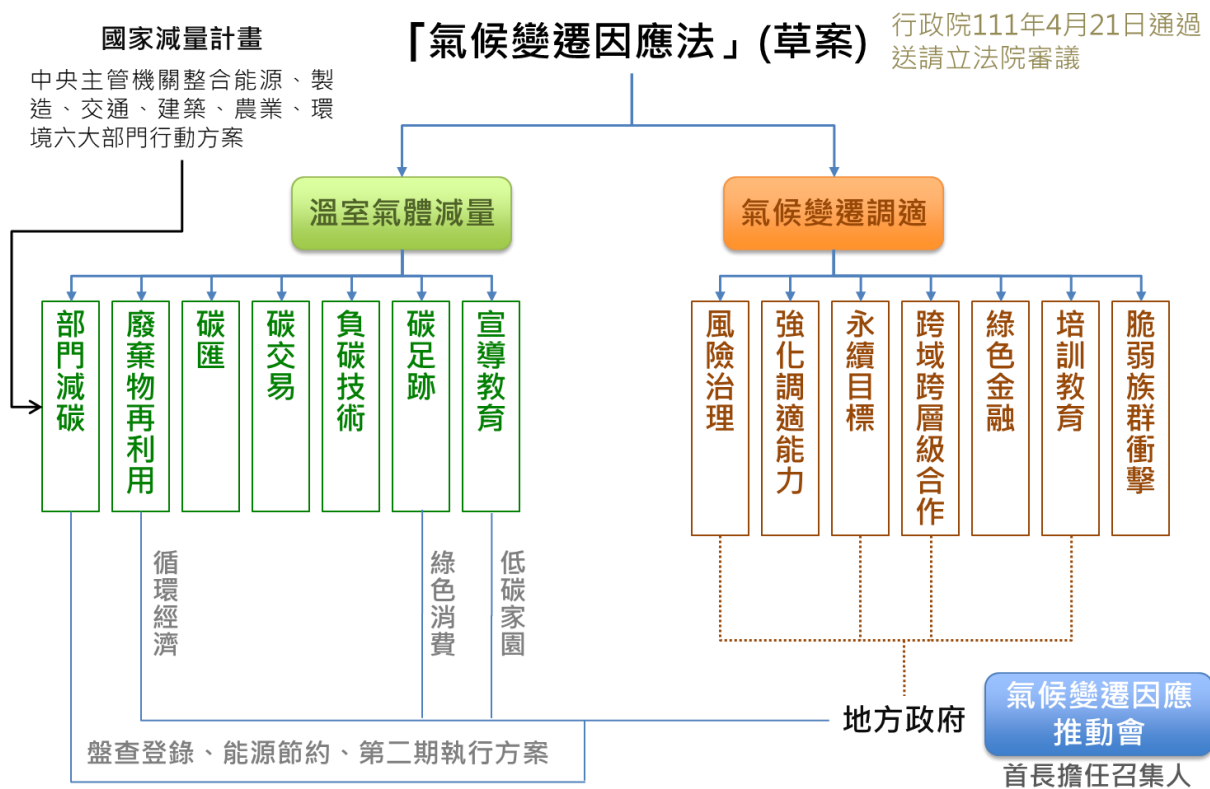 國家減量計畫
中央主管機關整合能源、製
造、交通、建築、農業、環
境六大部門行動方案
「氣候變遷因應法」(草案)
行政院111年4月21日通過
送請立法院審議
溫室氣體減量
氣候變遷調適
部門減碳
廢棄物再利用
碳匯
碳交易
負碳技術
碳足跡
宣導教育
風險治理
強化調適能力
永續目標
跨域跨層級合作
綠色金融
培訓教育
脆弱族群衝擊
循環經濟
綠色消費
低碳家園
盤查登錄、能源節約、第二期執行方案
地方政府
氣候變遷因應
推動會
首長擔任召集人